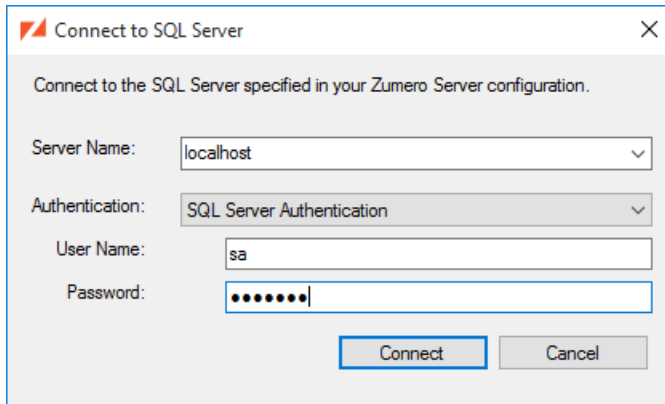 Connect to SQL Server
Connect to the SQL Server specified in your Zumero Server configuration.
Server Name: localhost
Authentication: SQL Server Authentication
User Name: sa
Password: •••••••
Connect Cancel